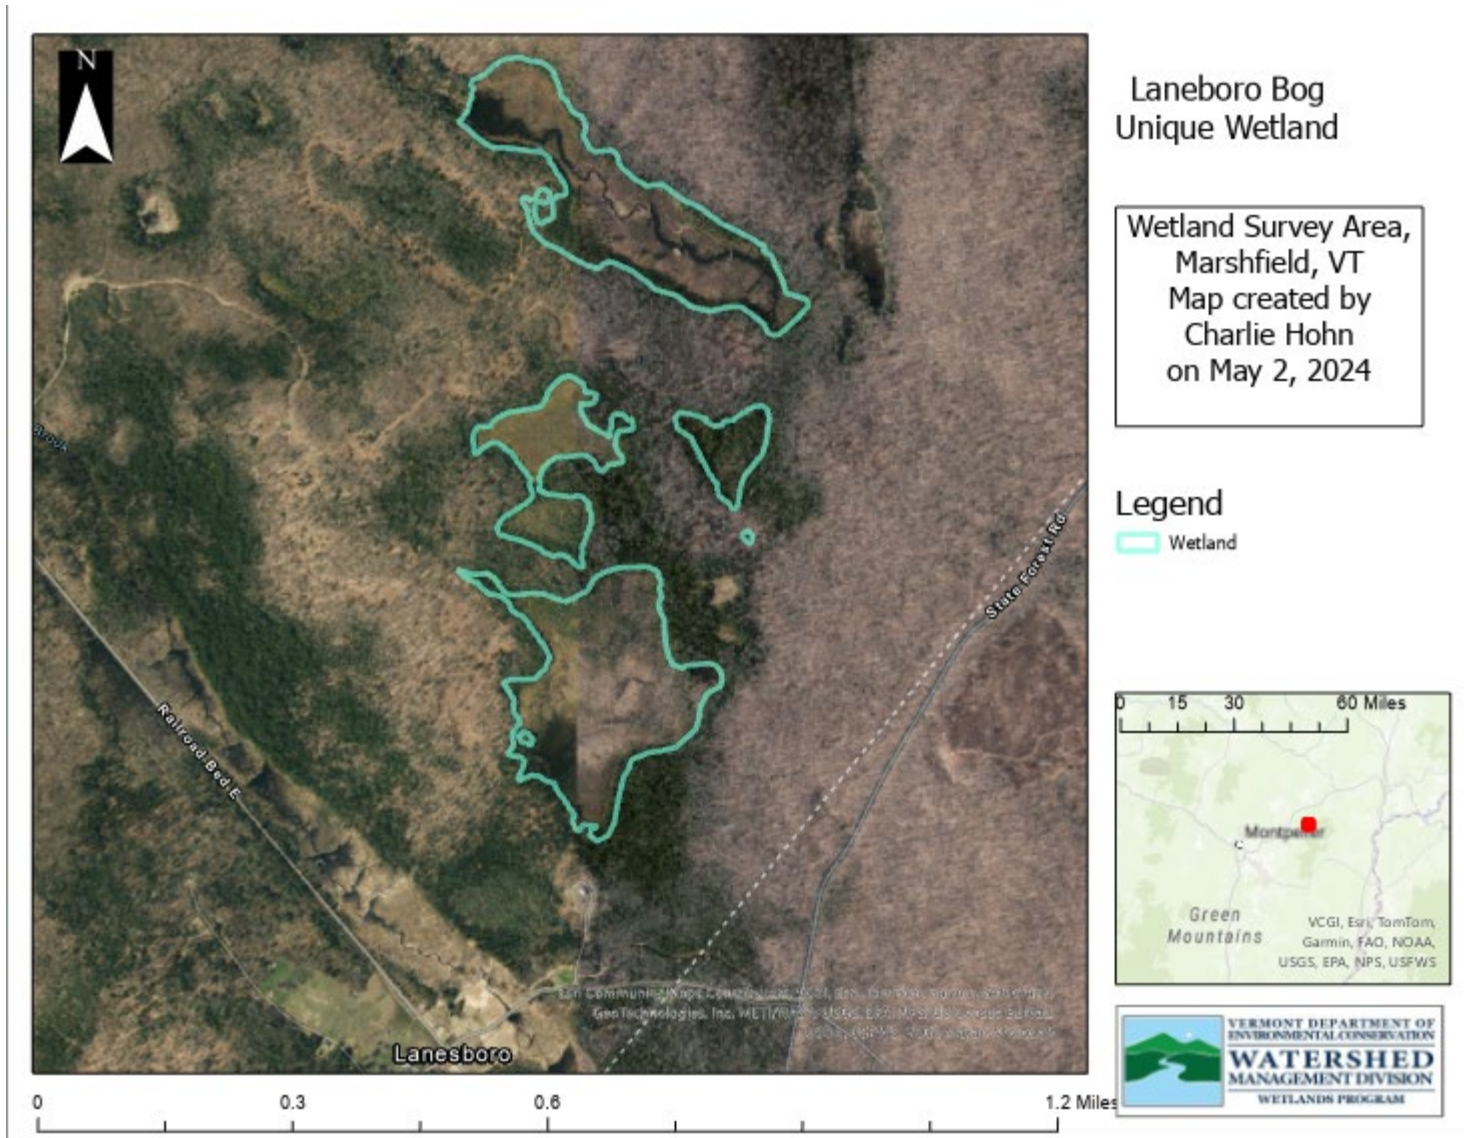 N
Laneboro Bog
Unique Wetland
Wetland Survey Area,
Marshfield, VT
Map created by
Charlie Hohn
on May 2, 2024
Legend
Wetland
State Forest Rd
Railroad Bed E
Lanesboro
0 0.3 0.6 1.2 Miles
0 15 30 60 Miles
Montpelier
Green
Mountains
VCGI, Esri, TomTom,
Garmin, FAO, NOAA,
USGS, EPA, NPS, USFWS
VERMONT DEPARTMENT OF
ENVIRONMENTAL CONSERVATION
WATERSHED
MANAGEMENT DIVISION
WETLANDS PROGRAM